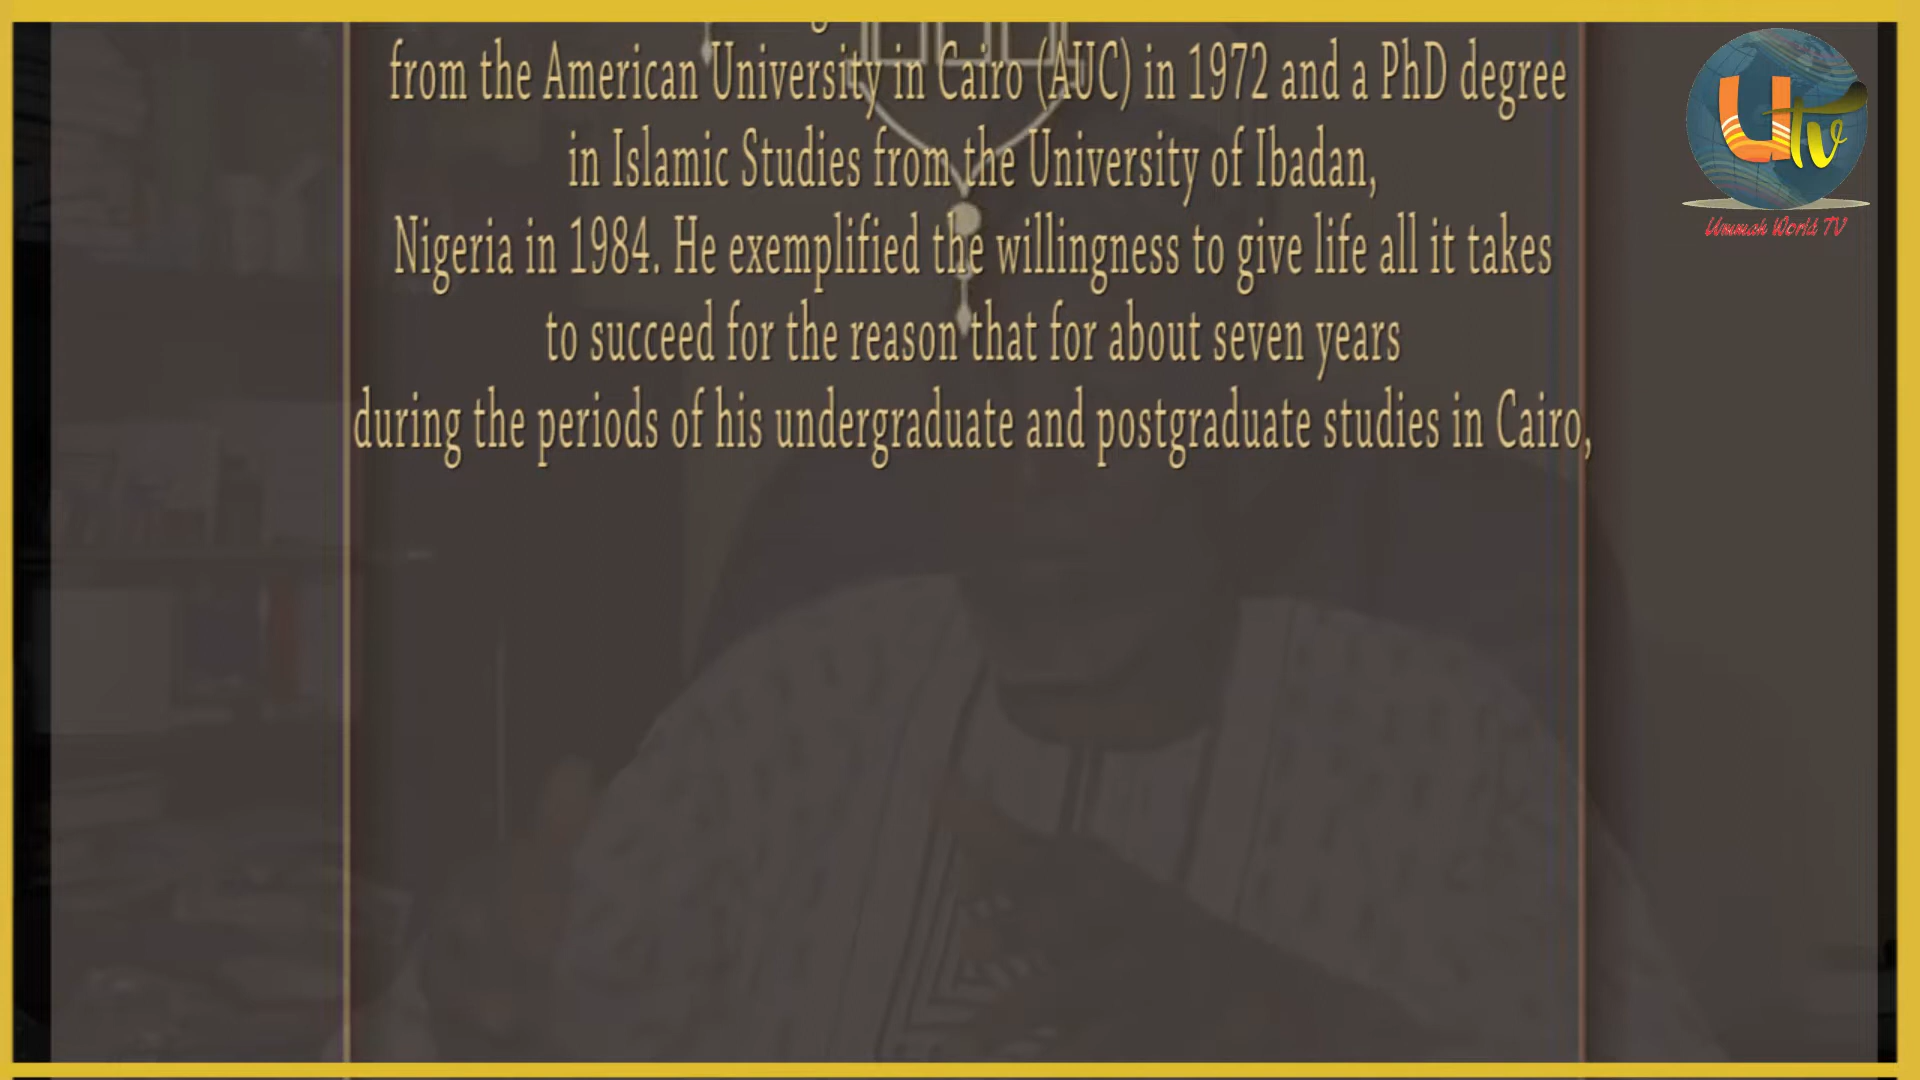 from the American University in Cairo (AUC) in 1972 and a PhD degree
in Islamic Studies from the University of Ibadan,
Nigeria in 1984. He exemplified the willingness to give life all it takes
to succeed for the reason that for about seven years
during the periods of his undergraduate and postgraduate studies in Cairo,
UTV
Ummah World TV